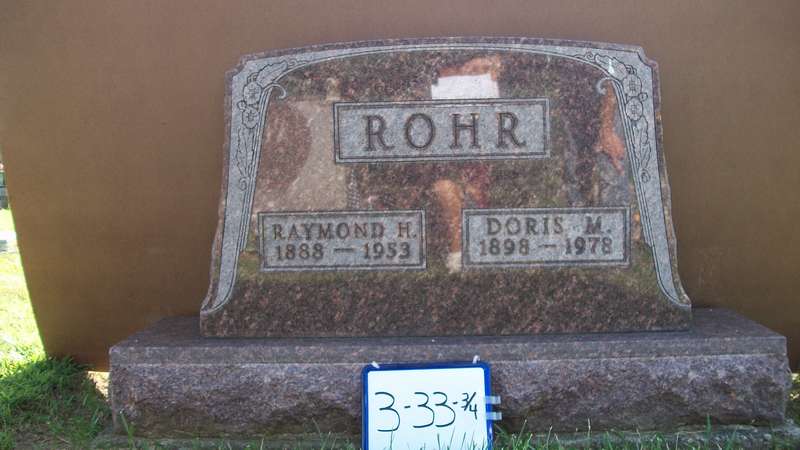 ROHR
RAYMOND H.
1888 — 1953
DORIS M.
1898 — 1978
3-33-3/4